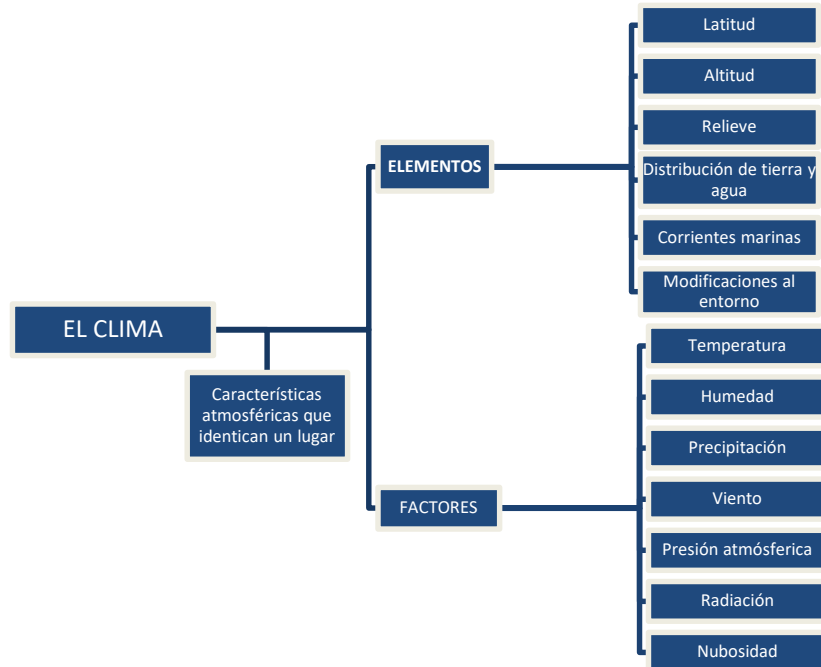 EL CLIMA
Características
atmosféricas que
identican un lugar
ELEMENTOS
Latitud
Altitud
Relieve
Distribución de tierra y
agua
Corrientes marinas
Modificaciones al
entorno
FACTORES
Temperatura
Humedad
Precipitación
Viento
Presión atmósferica
Radiación
Nubosidad